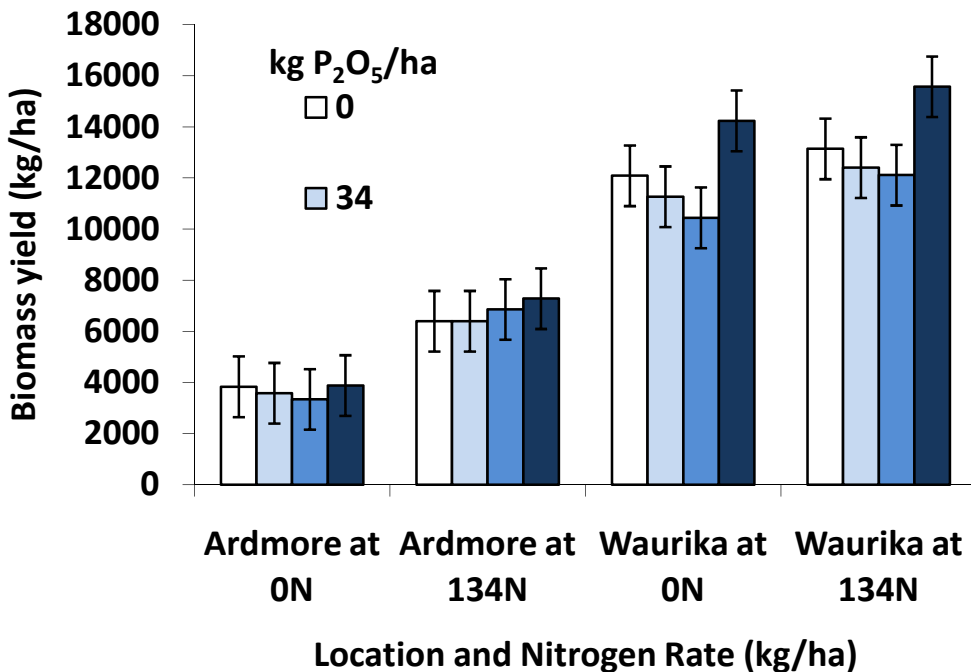 18000
16000
14000
12000
10000
8000
6000
4000
2000
0
Biomass yield (kg/ha)
kg P₂O₅/ha
0
34
Ardmore at 0N
Ardmore at 134N
Waurika at 0N
Waurika at 134N
Location and Nitrogen Rate (kg/ha)